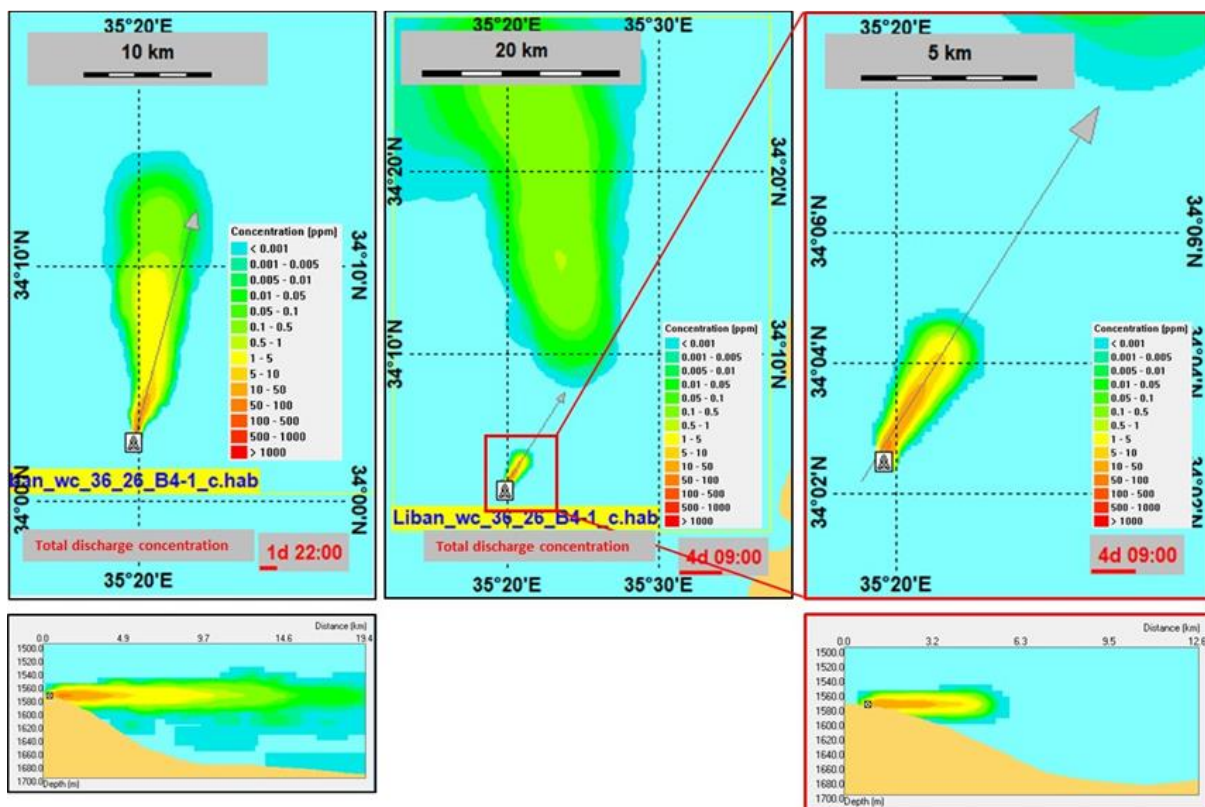 35°20'E
10 km
34°10'N
34°10'N
Concentration (ppm)
< 0.001
0.001 - 0.005
0.005 - 0.01
0.01 - 0.05
0.05 - 0.1
0.1 - 0.5
0.5 - 1
1 - 5
5 - 10
10 - 50
50 - 100
100 - 500
500 - 1000
> 1000
ban_wc_36_26_B4-1_c.hab
34°00'N
34°00'N
Total discharge concentration
1d 22:00
35°20'E
35°20'E 35°30'E
20 km
34°20'N
34°20'N
34°10'N
34°10'N
Concentration (ppm)
< 0.001
0.001 - 0.005
0.005 - 0.01
0.01 - 0.05
0.05 - 0.1
0.1 - 0.5
0.5 - 1
1 - 5
5 - 10
10 - 50
50 - 100
100 - 500
500 - 1000
> 1000
Liban_wc_36_26_B4-1_c.hab
Total discharge concentration
4d 09:00
35°20'E 35°30'E
35°20'E
5 km
34°06'N
34°06'N
34°04'N
34°04'N
Concentration (ppm)
< 0.001
0.001 - 0.005
0.005 - 0.01
0.01 - 0.05
0.05 - 0.1
0.1 - 0.5
0.5 - 1
1 - 5
5 - 10
10 - 50
50 - 100
100 - 500
500 - 1000
> 1000
34°02'N
34°02'N
4d 09:00
35°20'E
Distance (km)
0.0 4.9 9.7 14.6 19.4
1500.0
1520.0
1540.0
1560.0
1580.0
1600.0
1620.0
1640.0
1660.0
1680.0
1700.0
Depth (m)
Distance (km)
0.0 3.2 6.3 9.5 12.6
1500.0
1520.0
1540.0
1560.0
1580.0
1600.0
1620.0
1640.0
1660.0
1680.0
1700.0
Depth (m)